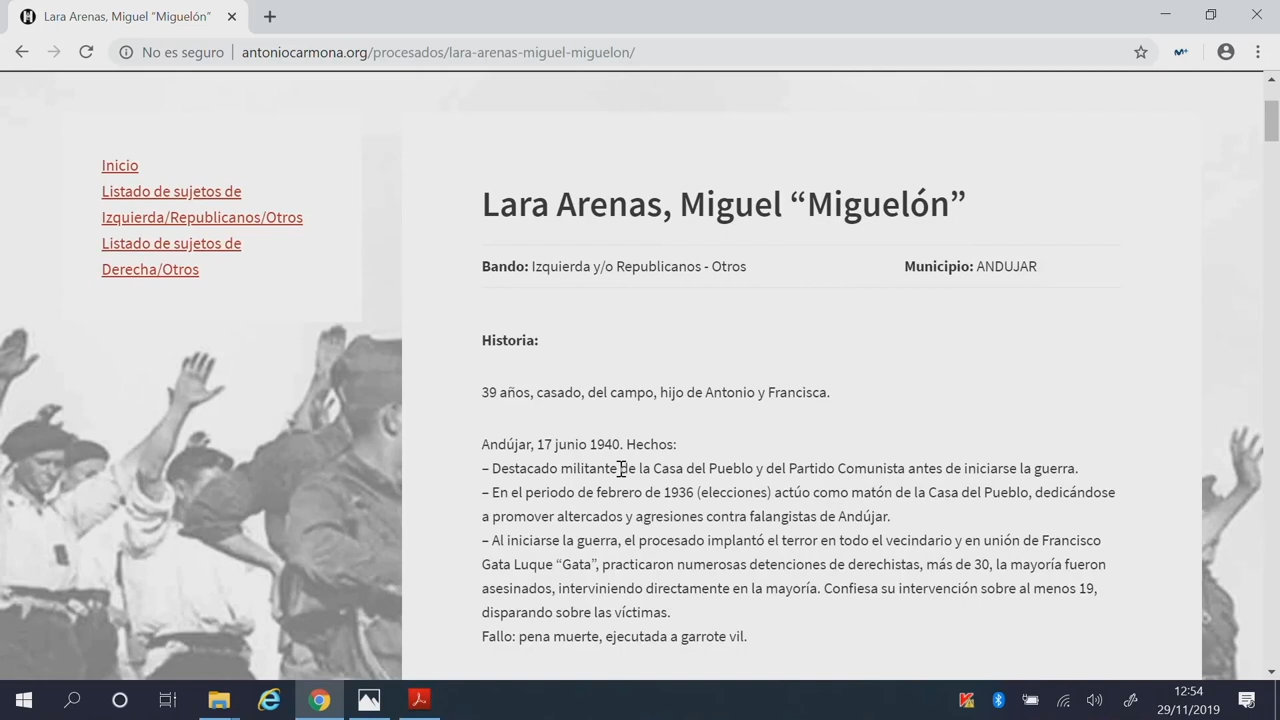 Lara Arenas, Miguel “Miguelón”
No es seguro
antoniocarmona.org/procesados/lara-arenas-miguel-miguelon/
Inicio
Listado de sujetos de
Izquierda/Republicanos/Otros
Listado de sujetos de
Derecha/Otros
Lara Arenas, Miguel “Miguelón”
Bando: Izquierda y/o Republicanos - Otros Municipio: ANDUJAR
Historia:
39 años, casado, del campo, hijo de Antonio y Francisca.
Andújar, 17 junio 1940. Hechos:
– Destacado militante de la Casa del Pueblo y del Partido Comunista antes de iniciarse la guerra.
– En el periodo de febrero de 1936 (elecciones) actúo como matón de la Casa del Pueblo, dedicándose
a promover altercados y agresiones contra falangistas de Andújar.
– Al iniciarse la guerra, el procesado implantó el terror en todo el vecindario y en unión de Francisco
Gata Luque “Gata”, practicaron numerosas detenciones de derechistas, más de 30, la mayoría fueron
asesinados, interviniendo directamente en la mayoría. Confiesa su intervención sobre al menos 19,
disparando sobre las víctimas.
Fallo: pena muerte, ejecutada a garrote vil.
12:54
29/11/2019